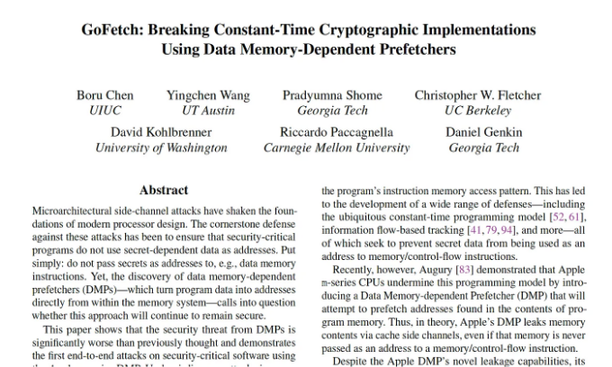 GoFetch: Breaking Constant-Time Cryptographic Implementations
Using Data Memory-Dependent Prefetchers
Boru Chen Yingchen Wang Pradyumna Shome Christopher W. Fletcher
UIUC UT Austin Georgia Tech UC Berkeley
David Kohlbrenner Riccardo Paccagnella Daniel Genkin
University of Washington Carnegie Mellon University Georgia Tech
Abstract
Microarchitectural side-channel attacks have shaken the foun-
dations of modern processor design. The cornerstone defense
against these attacks has been to ensure that security-critical
programs do not use secret-dependent data as addresses. Put
simply: do not pass secrets as addresses to, e.g., data memory
instructions. Yet, the discovery of data memory-dependent
prefetchers (DMPs)—which turn program data into addresses
directly from within the memory system—calls into question
whether this approach will continue to remain secure.
This paper shows that the security threat from DMPs is
significantly worse than previously thought and demonstrates
the first end-to-end attacks on security-critical software using
the program's instruction memory access pattern. This has led
to the development of a wide range of defenses—including
the ubiquitous constant-time programming model [52,61],
information flow-based tracking [41,79,94], and more—all
of which seek to prevent secret data from being used as an
address to memory/control-flow instructions.
Recently, however, Augury [83] demonstrated that Apple
m-series CPUs undermine this programming model by intro-
ducing a Data Memory-dependent Prefetcher (DMP) that will
attempt to prefetch addresses found in the contents of pro-
gram memory. Thus, in theory, Apple's DMP leaks memory
contents via cache side channels, even if that memory is never
passed as an address to a memory/control-flow instruction.
Despite the Apple DMP's novel leakage capabilities, its